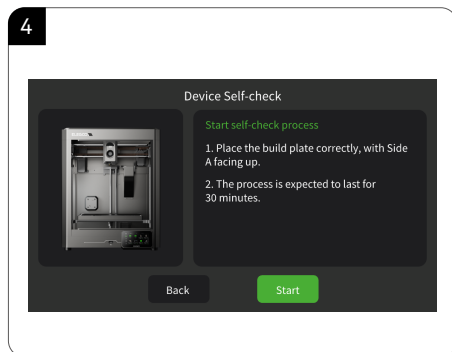 4
Device Self-check
Start self-check process
1. Place the build plate correctly, with Side
A facing up.
2. The process is expected to last for
30 minutes.
Back
Start